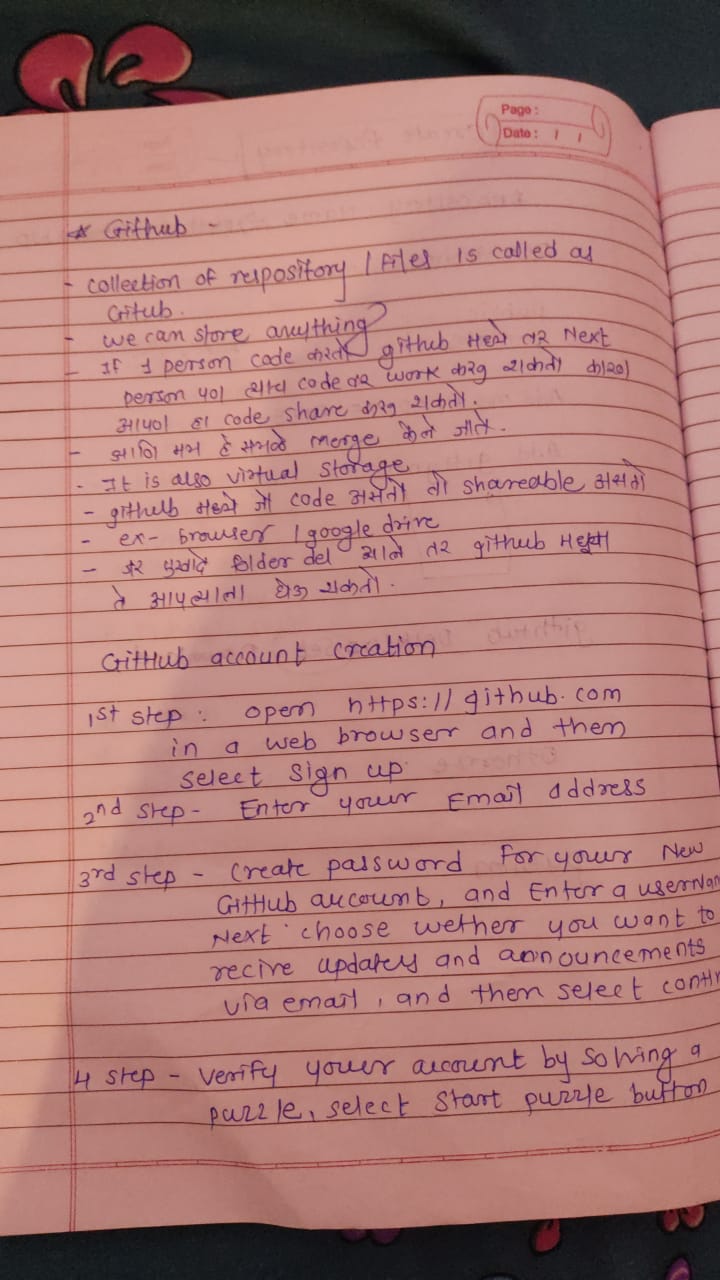 Page :
Date : / /
* Github -
- collection of respository / files is called as
Gitub.
- we can store anything
- If 1 person code करतो github मध्ये तर Next
person पण त्याच code वर work करू शकतो कारण
आपण हा code share करू शकतो.
- आणि मग हे सगळे merge केले जाते.
- It is also virtual storage
- github मध्ये जो code असतो तो shareable असतो
- ex- browser / google drive
- जर folder del झाले तर github मधून
ते आपल्याला घेऊ शकतो.
GitHub account creation
1st step : open https:// github.com
in a web browser and then
select Sign up
2nd step - Enter your Email address
3rd step - Create password For your New
GitHub account, and Enter a userNam
Next choose wether you want to
recive updates and announcements
via email, and then select contin
4 step - verify your account by solving a
puzzle, select start puzzle button